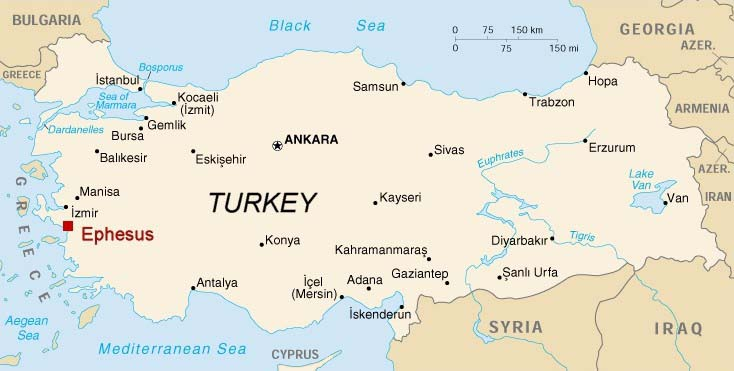 BULGARIA
Black Sea
0 75 150 km
0 75 150 mi
GEORGIA
AZER.
GREECE
İstanbul
Bosporus
Sea of
Marmara
Kocaeli
(İzmit)
Gemlik
Dardanelles
Bursa
Samsun
Trabzon
Hopa
ARMENIA
Balıkesir
Eskişehir
ANKARA
Sivas
Euphrates
Erzurum
AZER.
Manisa
TURKEY
Kayseri
Lake
Van
Van
IRAN
GREECE
İzmir
Ephesus
Konya
Kahramanmaraş
Diyarbakır
Tigris
Antalya
İçel
(Mersin)
Adana
Gaziantep
Şanlı Urfa
İskenderun
Aegean
Sea
Mediterranean Sea
CYPRUS
SYRIA
IRAQ